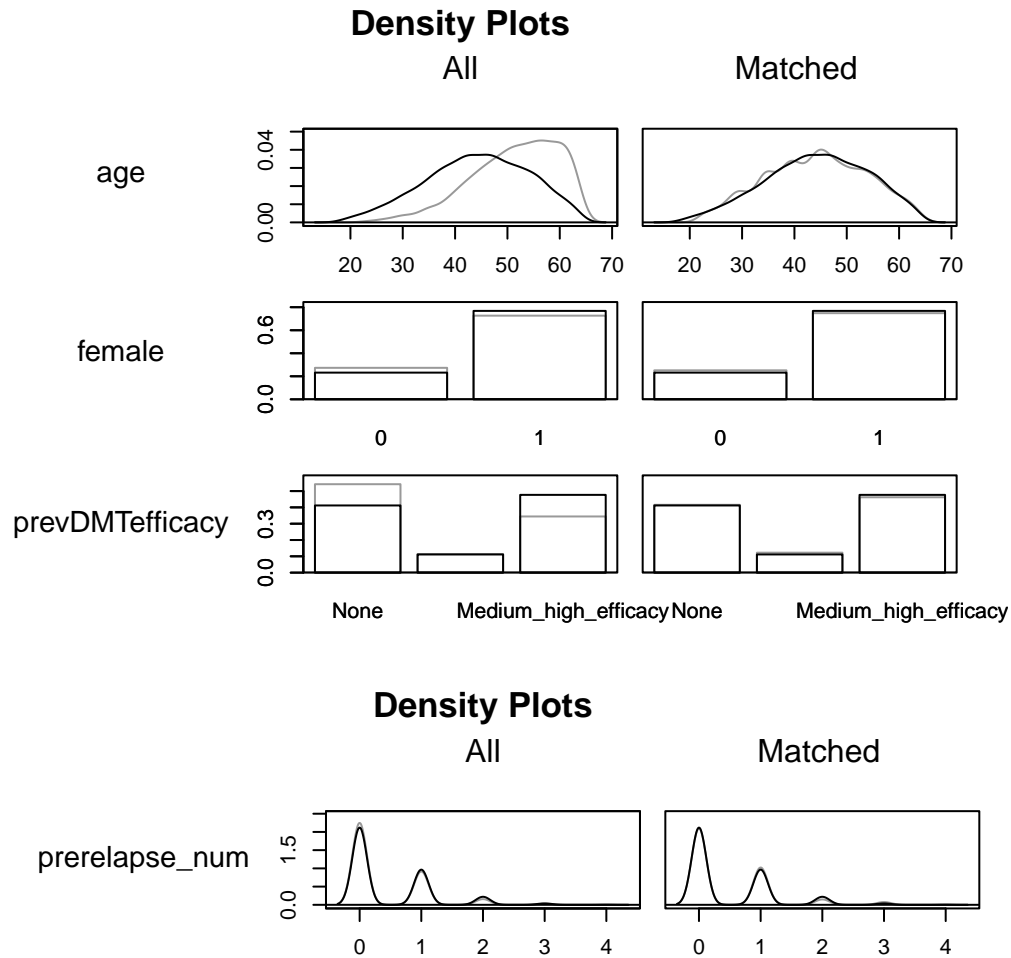 Density Plots
All Matched
age
0.00 0.04
20 30 40 50 60 70 20 30 40 50 60 70
female
0.0 0.6
0 1 0 1
prevDMTefficacy
0.0 0.3
None Medium_high_efficacy None Medium_high_efficacy
Density Plots
All Matched
prerelapse_num
0.0 1.5
0 1 2 3 4 0 1 2 3 4